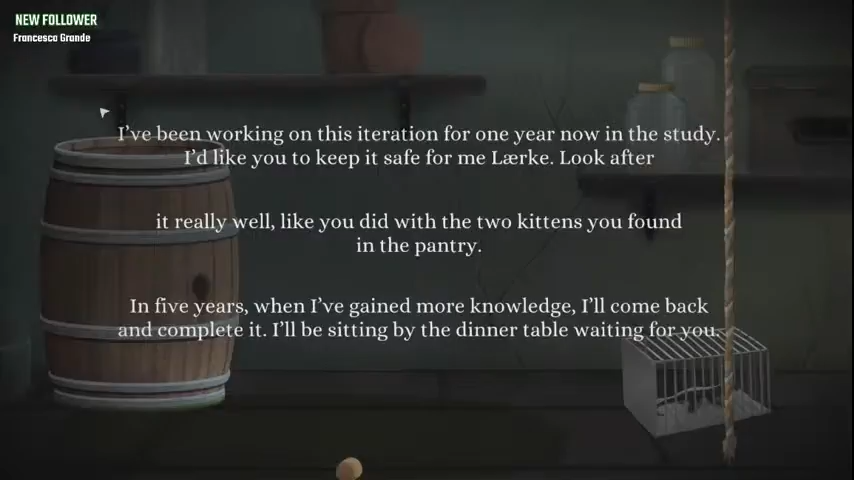 NEW FOLLOWER
Francesca Grande
I've been working on this iteration for one year now in the study.
I'd like you to keep it safe for me Lærke. Look after
it really well, like you did with the two kittens you found
in the pantry.
In five years, when I've gained more knowledge, I'll come back
and complete it. I'll be sitting by the dinner table waiting for you.